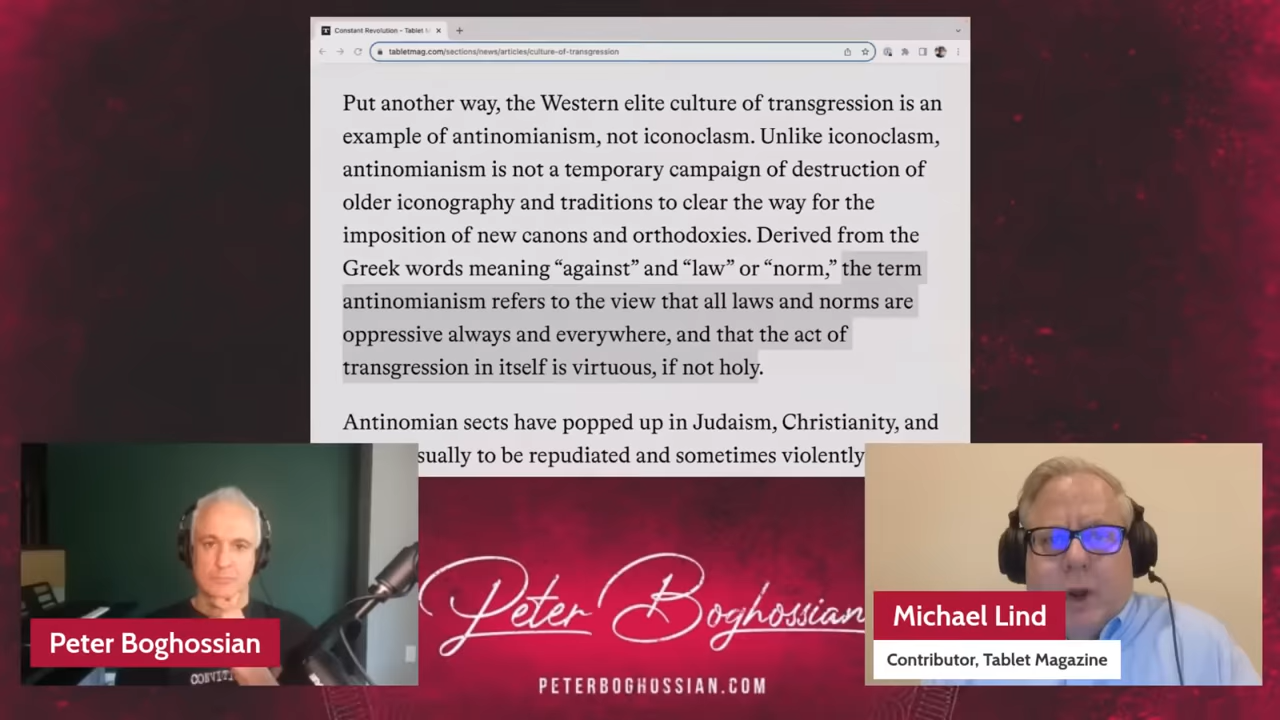 Constant Revolution - Tablet M
tabletmag.com/sections/news/articles/culture-of-transgression
Put another way, the Western elite culture of transgression is an
example of antinomianism, not iconoclasm. Unlike iconoclasm,
antinomianism is not a temporary campaign of destruction of
older iconography and traditions to clear the way for the
imposition of new canons and orthodoxies. Derived from the
Greek words meaning “against” and “law” or “norm,” the term
antinomianism refers to the view that all laws and norms are
oppressive always and everywhere, and that the act of
transgression in itself is virtuous, if not holy.
Antinomian sects have popped up in Judaism, Christianity, and
sually to be repudiated and sometimes violently
Peter Boghossian
Peter Boghossian
PETERBOGHOSSIAN.COM
Michael Lind
Contributor, Tablet Magazine